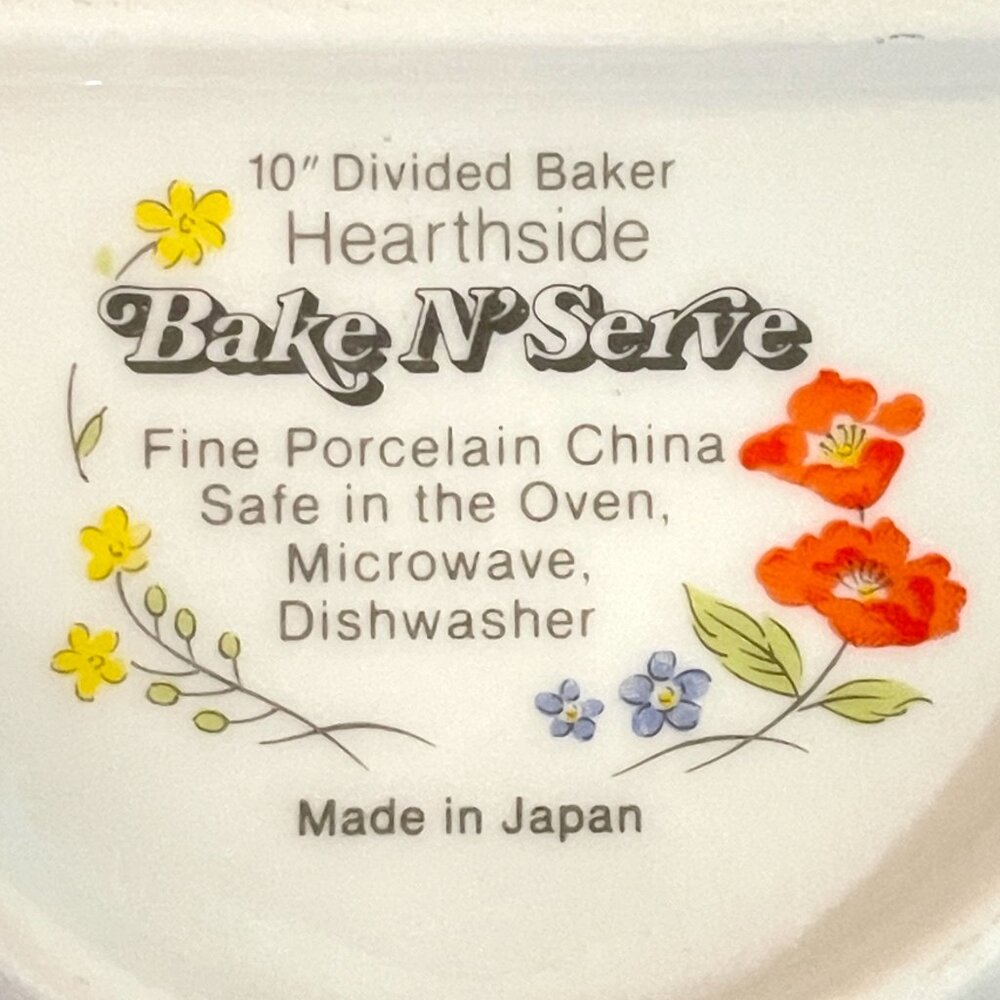 10" Divided Baker
Hearthside
Bake N' Serve
Fine Porcelain China
Safe in the Oven,
Microwave,
Dishwasher
Made in Japan